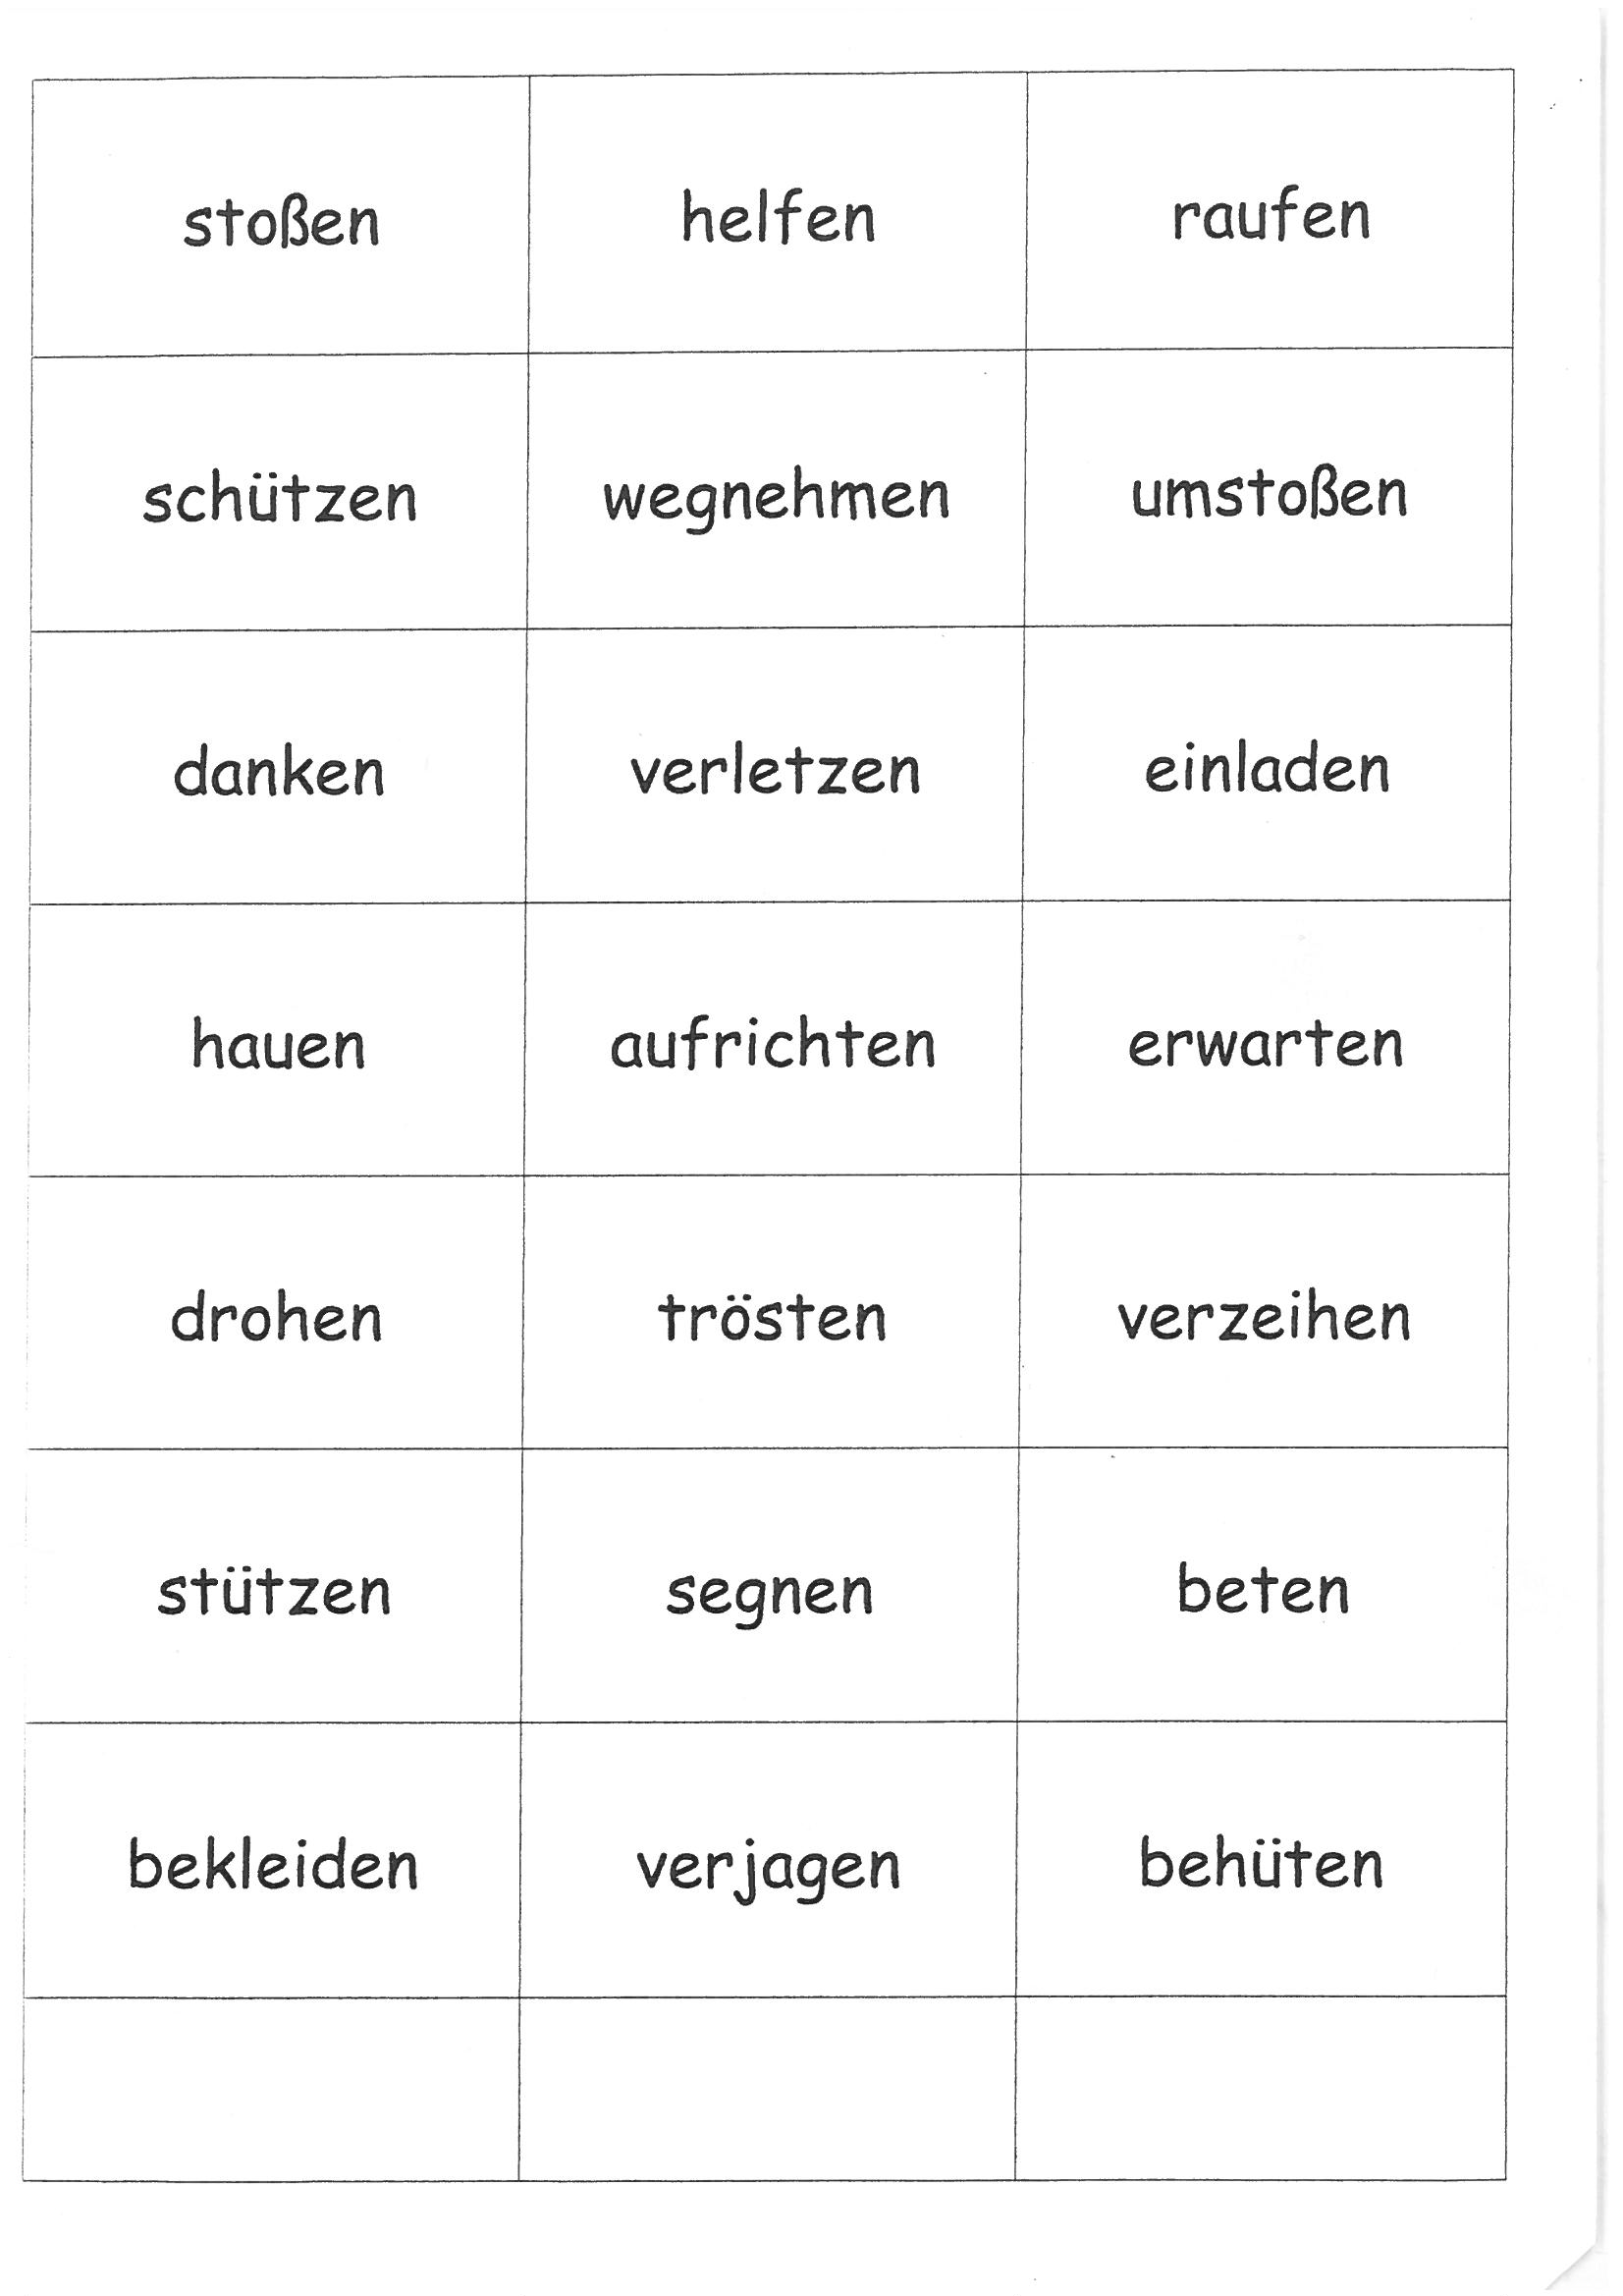 stoßen helfen raufen
schützen wegnehmen umstoßen
danken verletzen einladen
hauen aufrichten erwarten
drohen trösten verzeihen
stützen segnen beten
bekleiden verjagen behüten